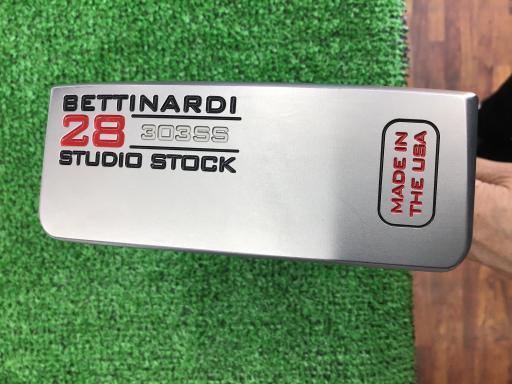 BETTINARDI
28 303SS
STUDIO STOCK
MADE IN
THE USA